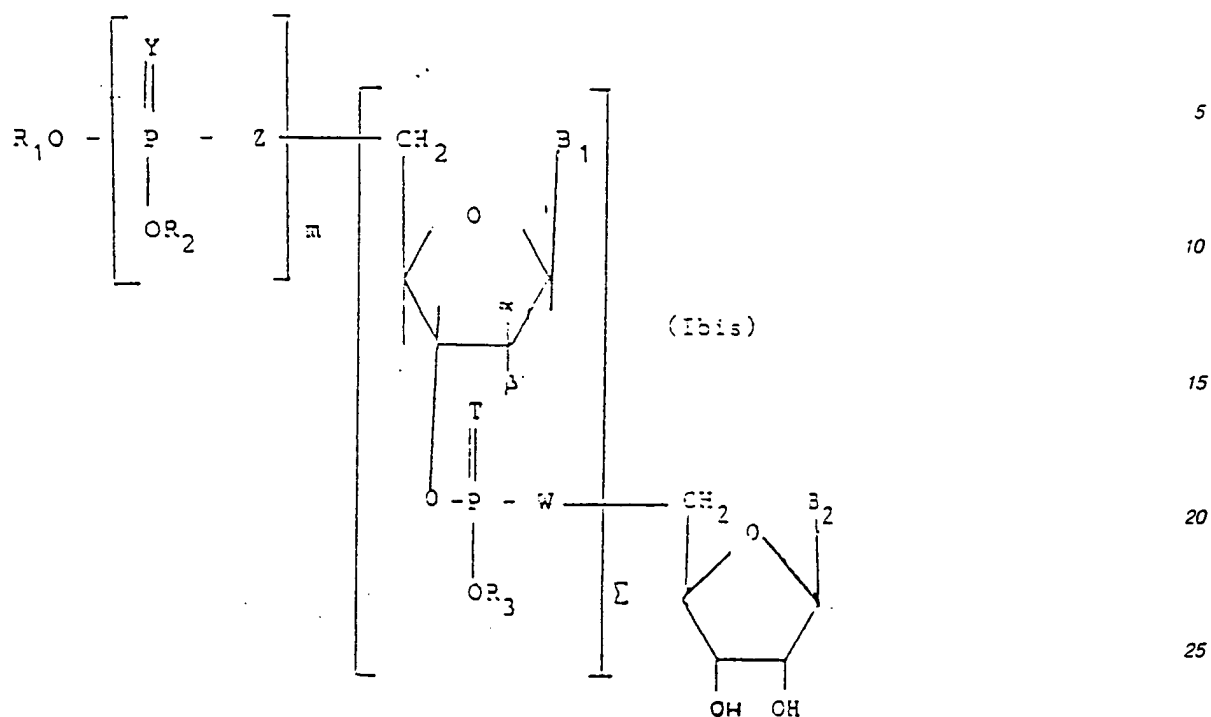 Y
5
R₁O - P - Z CH₂ B₁
O
OR₂ m
10
α
(Ibis)
β
15
T
O - P - W CH₂ B₂
20
O
OR₃ Σ
25
OH OH